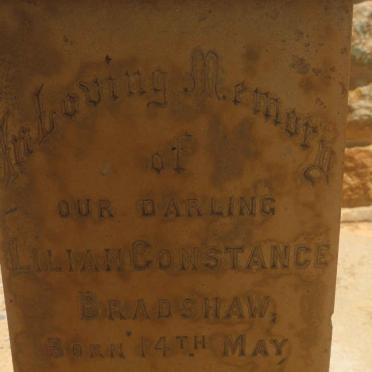 In Loving Memory
of
OUR DARLING
LILIAN CONSTANCE
BRADSHAW,
BORN 14TH MAY